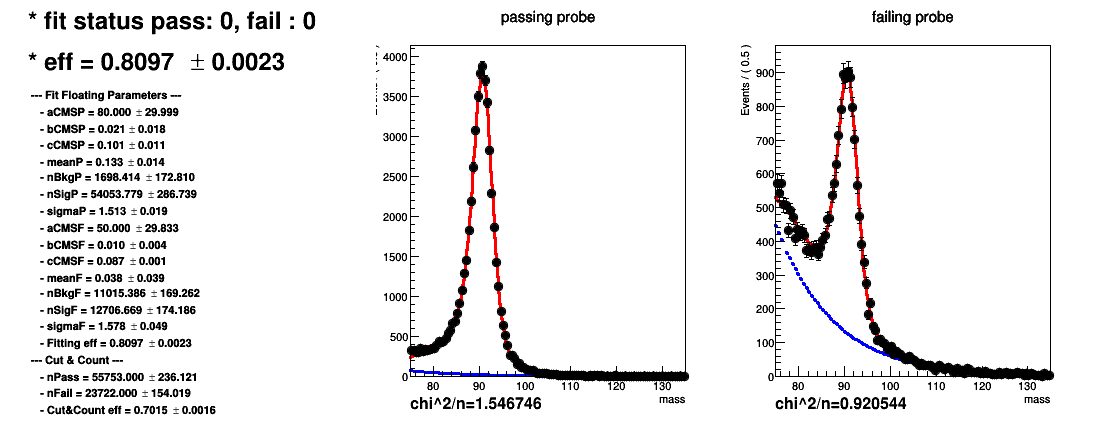 * fit status pass: 0, fail : 0
* eff = 0.8097 ± 0.0023
--- Fit Floating Parameters ---
- aCMSP = 80.000 ± 29.999
- bCMSP = 0.021 ± 0.018
- cCMSP = 0.101 ± 0.011
- meanP = 0.133 ± 0.014
- nBkgP = 1698.414 ± 172.810
- nSigP = 54053.779 ± 286.739
- sigmaP = 1.513 ± 0.019
- aCMSF = 50.000 ± 29.833
- bCMSF = 0.010 ± 0.004
- cCMSF = 0.087 ± 0.001
- meanF = 0.038 ± 0.039
- nBkgF = 11015.386 ± 169.262
- nSigF = 12706.669 ± 174.186
- sigmaF = 1.578 ± 0.049
- Fitting eff = 0.8097 ± 0.0023
--- Cut & Count ---
- nPass = 55753.000 ± 236.121
- nFail = 23722.000 ± 154.019
- Cut&Count eff = 0.7015 ± 0.0016
passing probe
4000
3500
3000
2500
2000
1500
1000
500
0
80 90 100 110 120 130
mass
chi^2/n=1.546746
failing probe
Events / ( 0.5 )
900
800
700
600
500
400
300
200
100
0
80 90 100 110 120 130
mass
chi^2/n=0.920544